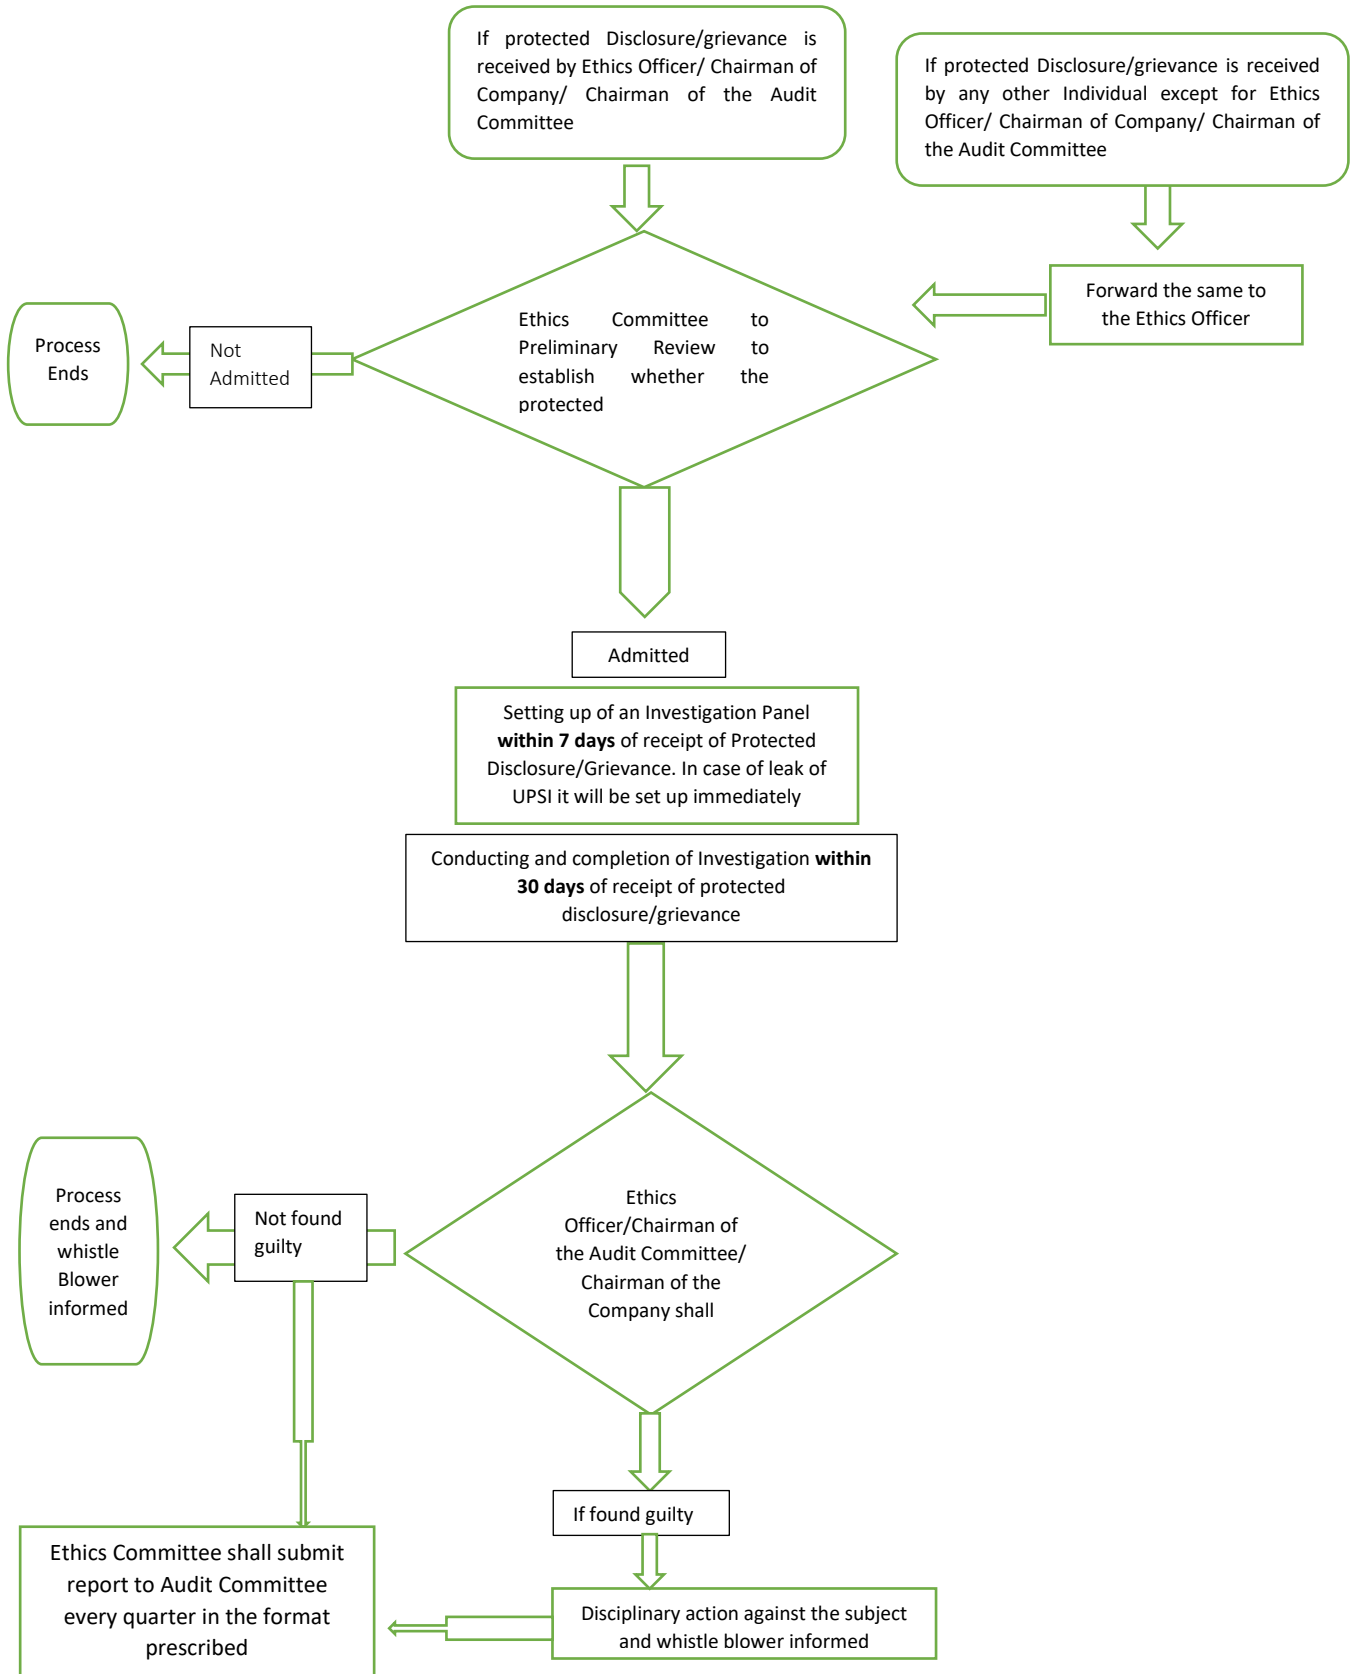 If protected Disclosure/grievance is
received by Ethics Officer/ Chairman of
Company/ Chairman of the Audit
Committee
If protected Disclosure/grievance is received
by any other Individual except for Ethics
Officer/ Chairman of Company/ Chairman of
the Audit Committee
Forward the same to
the Ethics Officer
Ethics Committee to
Preliminary Review to
establish whether the
protected
Not
Admitted
Process
Ends
Admitted
Setting up of an Investigation Panel
within 7 days of receipt of Protected
Disclosure/Grievance. In case of leak of
UPSI it will be set up immediately
Conducting and completion of Investigation within
30 days of receipt of protected
disclosure/grievance
Ethics
Officer/Chairman of
the Audit Committee/
Chairman of the
Company shall
Not found
guilty
Process
ends and
whistle
Blower
informed
If found guilty
Disciplinary action against the subject
and whistle blower informed
Ethics Committee shall submit
report to Audit Committee
every quarter in the format
prescribed